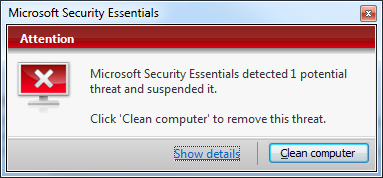 Microsoft Security Essentials
Attention
Microsoft Security Essentials detected 1 potential
threat and suspended it.
Click 'Clean computer' to remove this threat.
Show details
Clean computer